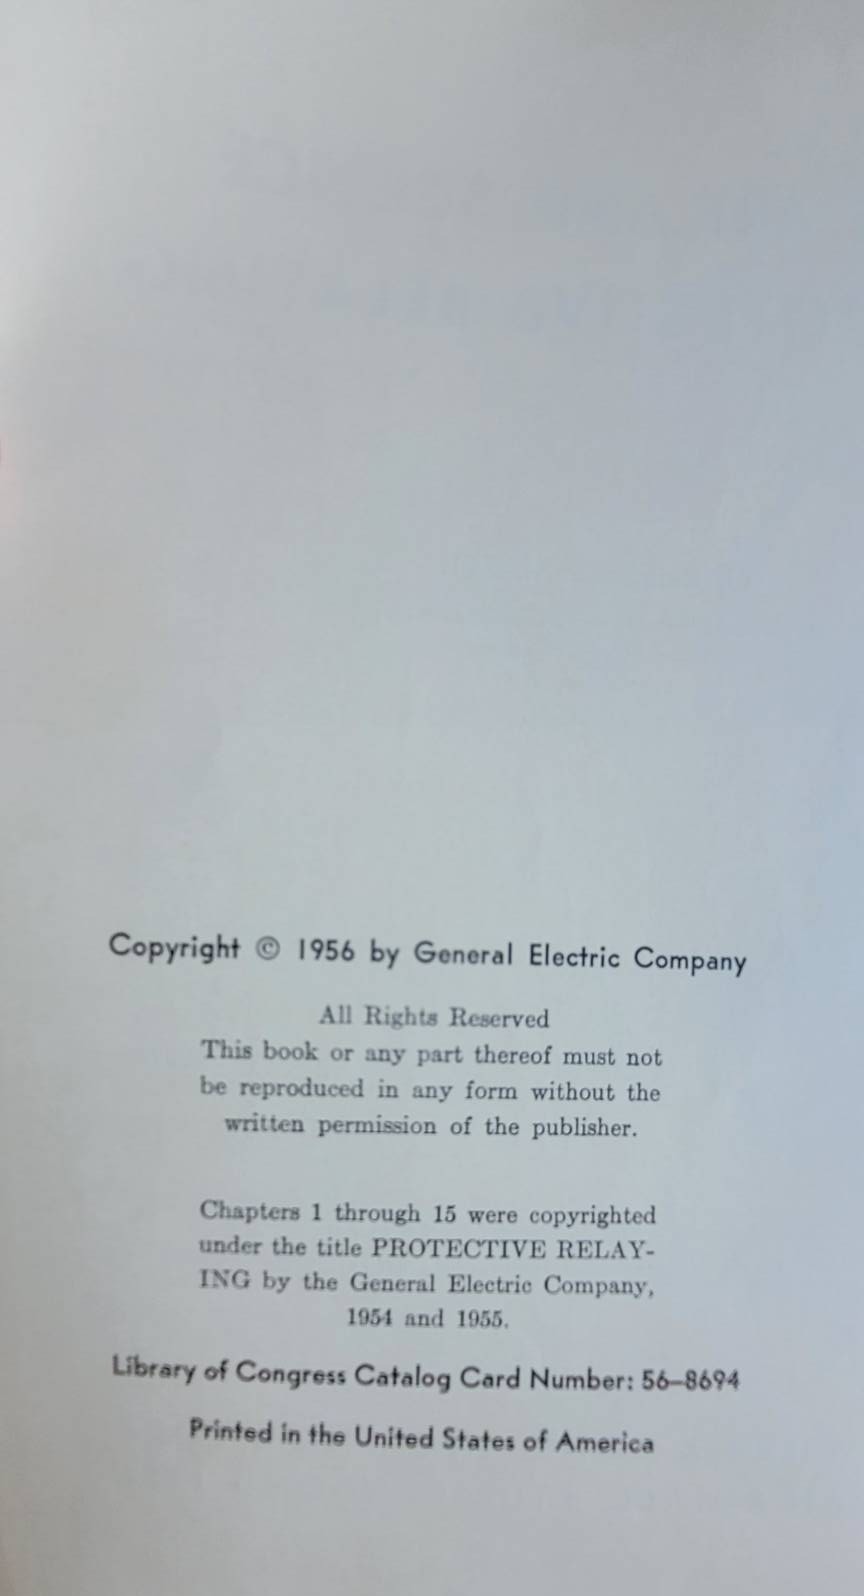 Copyright © 1956 by General Electric Company
All Rights Reserved
This book or any part thereof must not
be reproduced in any form without the
written permission of the publisher.
Chapters 1 through 15 were copyrighted
under the title PROTECTIVE RELAY-
ING by the General Electric Company,
1954 and 1955.
Library of Congress Catalog Card Number: 56–8694
Printed in the United States of America